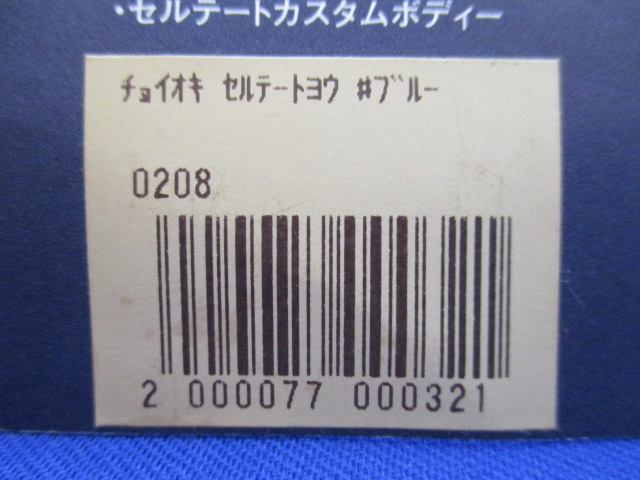 ・セルテートカスタムボディー
ﾁｮｲｵｷ ｾﾙﾃｰﾄﾖｳ #ﾌﾞﾙｰ
0208
2 000077 000321